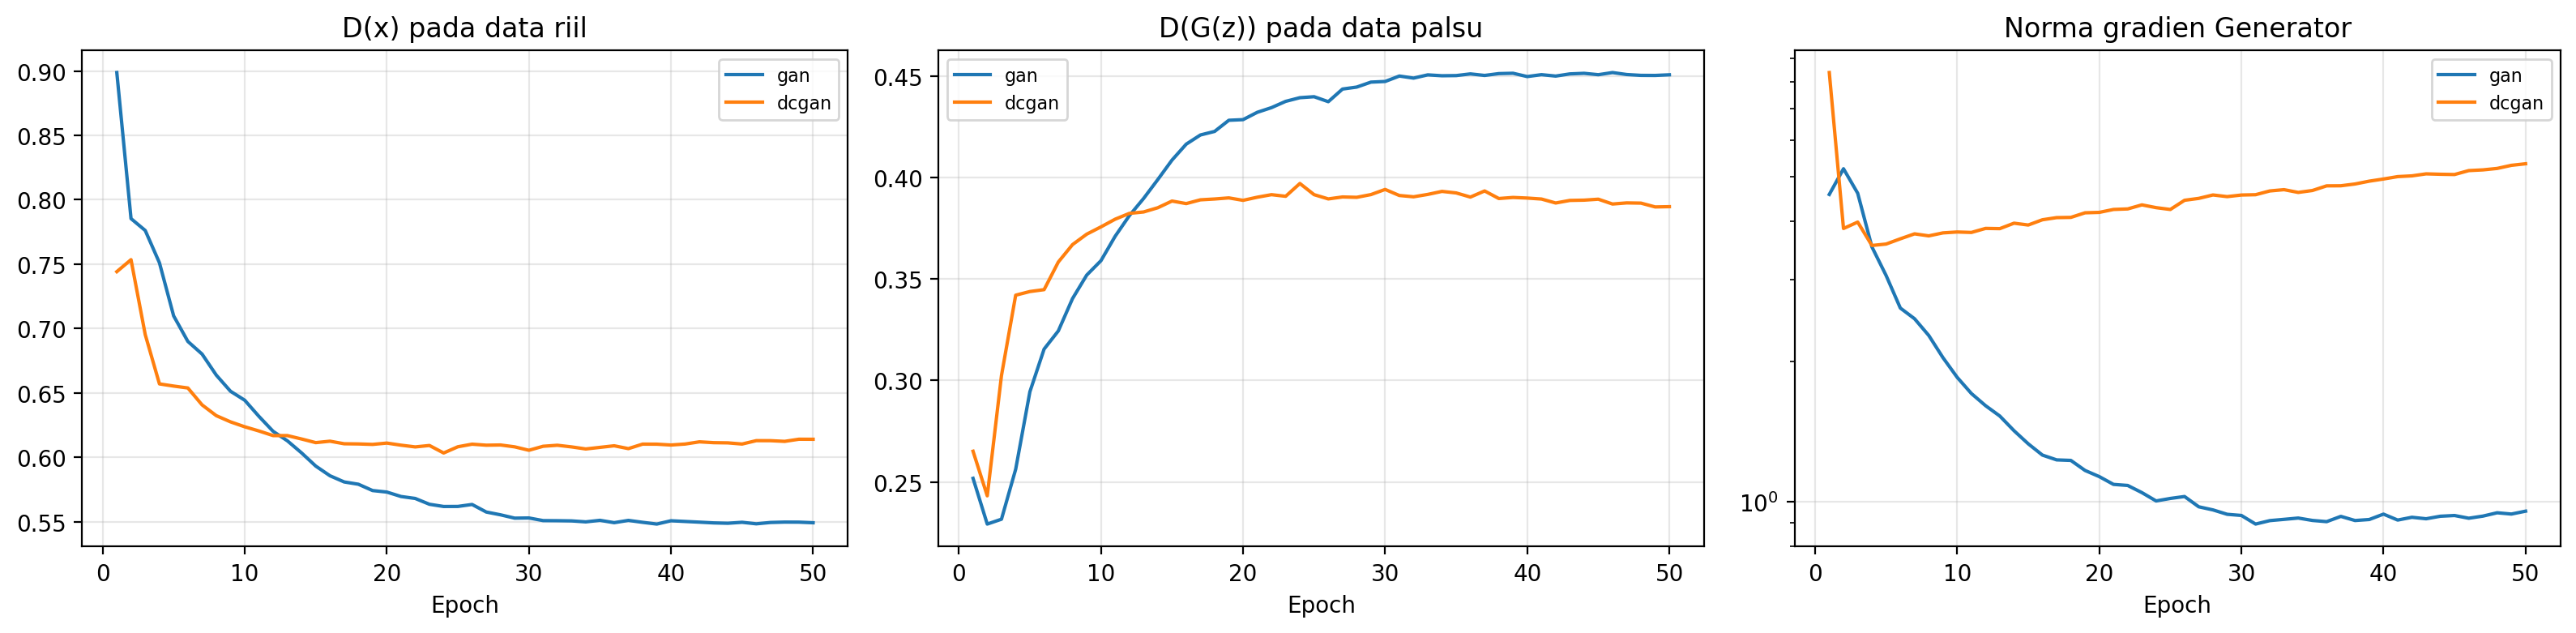 D(x) pada data riil
0.90
0.85
0.80
0.75
0.70
0.65
0.60
0.55
0 10 20 30 40 50
Epoch
gan
dcgan
D(G(z)) pada data palsu
0.45
0.40
0.35
0.30
0.25
0 10 20 30 40 50
Epoch
gan
dcgan
Norma gradien Generator
10⁰
0 10 20 30 40 50
Epoch
gan
dcgan